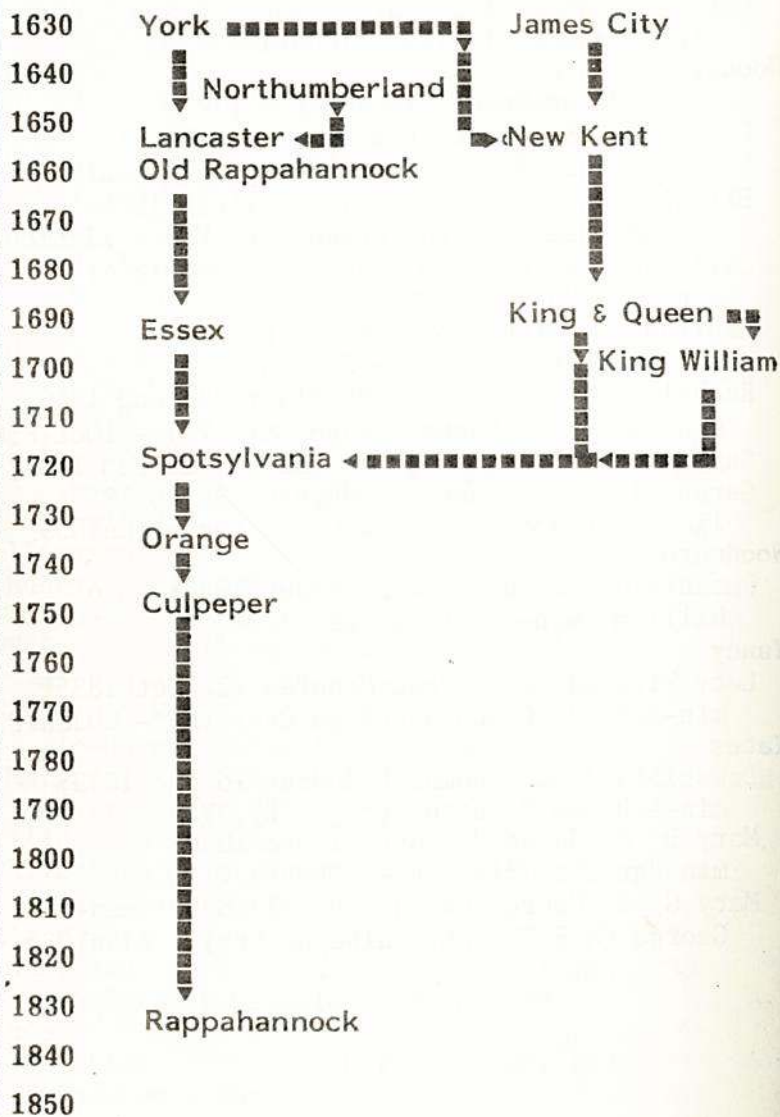 1630 York James City
1640
Northumberland
1650 Lancaster New Kent
1660 Old Rappahannock
1670
1680
1690 Essex King & Queen
1700 King William
1710
1720 Spotsylvania
1730
Orange
1740
1750 Culpeper
1760
1770
1780
1790
1800
1810
1820
1830 Rappahannock
1840
1850